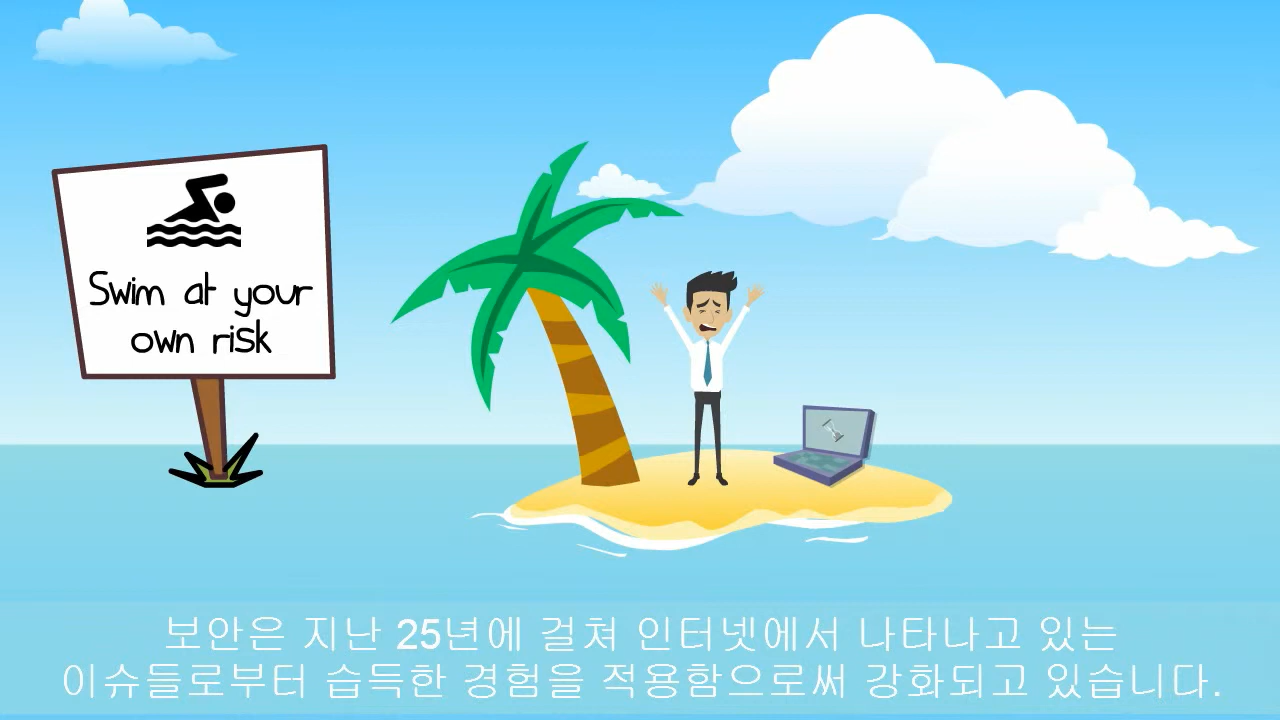 Swim at your
own risk
보안은 지난 25년에 걸쳐 인터넷에서 나타나고 있는
이슈들로부터 습득한 경험을 적용함으로써 강화되고 있습니다.